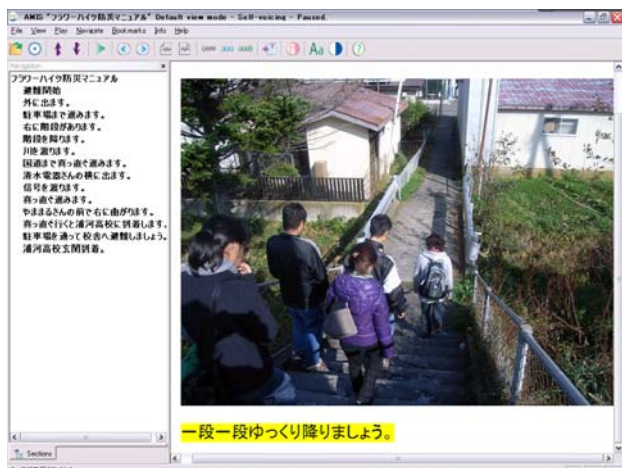 AMIS "フラワーハイツ防災マニュアル" Default view mode - Self-voicing - Paused.
File View Play Navigate Bookmarks Info Help
Navigation
フラワーハイツ防災マニュアル
避難開始
外に出ます。
駐車場まで進みます。
右に階段があります。
階段を降ります。
川を渡ります。
国道まで真っ直ぐ進みます。
清水電器さんの横に出ます。
信号を渡ります。
真っ直ぐ進みます。
やままるさんの前で右に曲がります。
真っ直ぐ行くと浦河高校に到着します。
駐車場を通って校舎へ避難しましょう。
浦河高校玄関到着。
一段一段ゆっくり降りましょう。
Sections